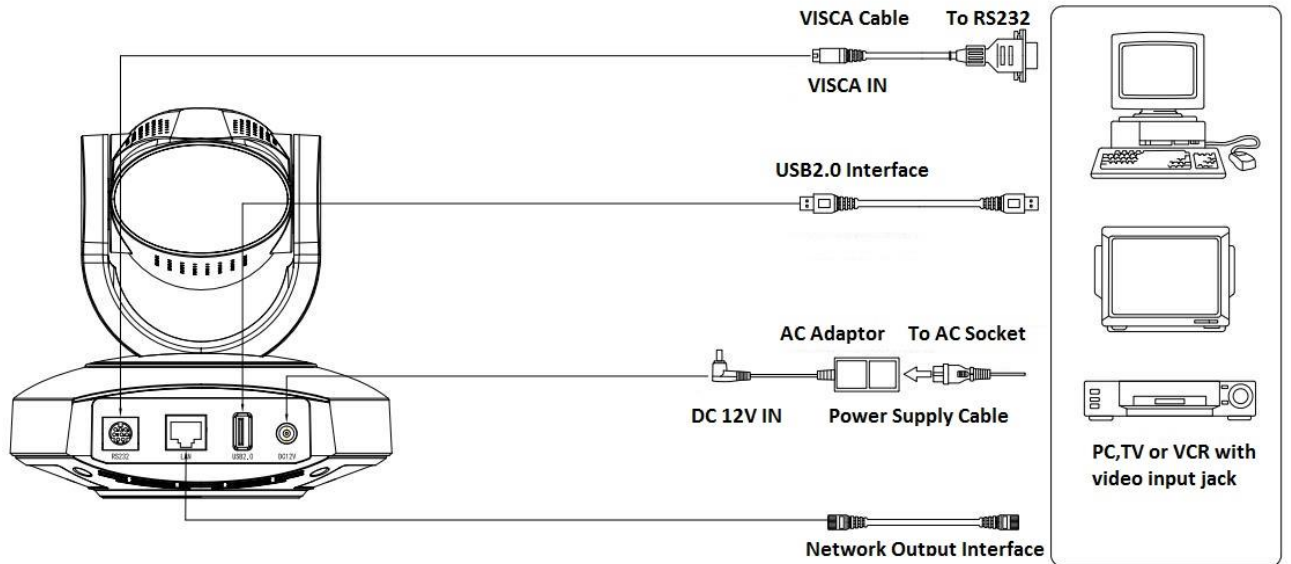 VISCA Cable To RS232
VISCA IN
USB2.0 Interface
AC Adaptor To AC Socket
DC 12V IN Power Supply Cable
RS232 LAN USB2.0 DC12V
PC,TV or VCR with
video input jack
Network Output Interface